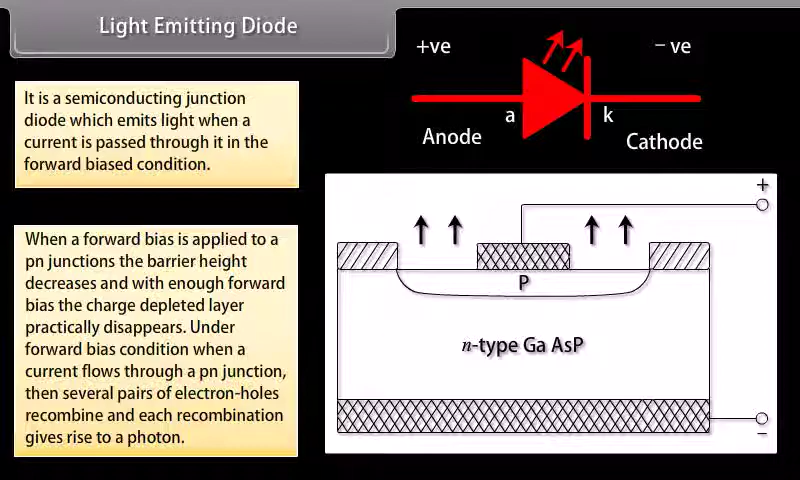 Light Emitting Diode
It is a semiconducting junction
diode which emits light when a
current is passed through it in the
forward biased condition.
When a forward bias is applied to a
pn junctions the barrier height
decreases and with enough forward
bias the charge depleted layer
practically disappears. Under
forward bias condition when a
current flows through a pn junction,
then several pairs of electron-holes
recombine and each recombination
gives rise to a photon.
+ve
– ve
a
k
Anode
Cathode
+
P
n-type Ga AsP
–